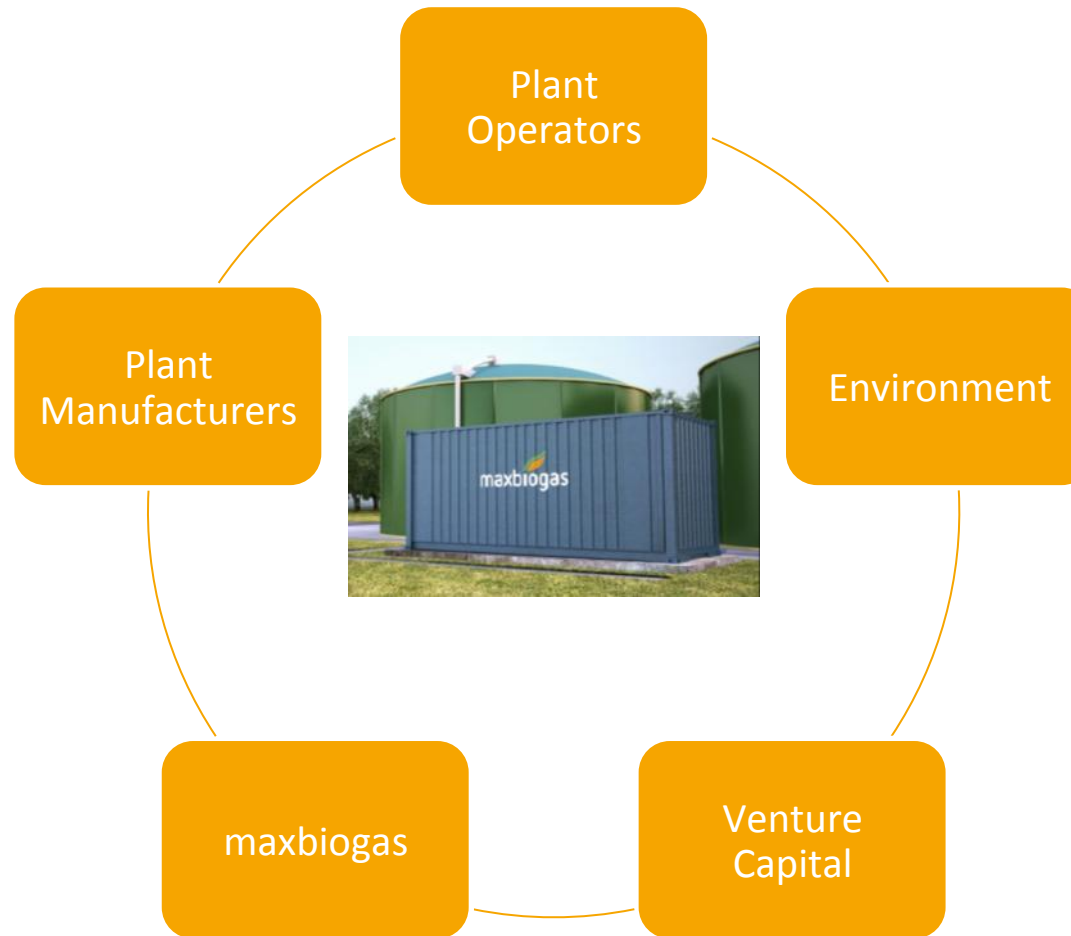 Plant
Operators
Plant
Manufacturers
Environment
maxbiogas
maxbiogas
Venture
Capital